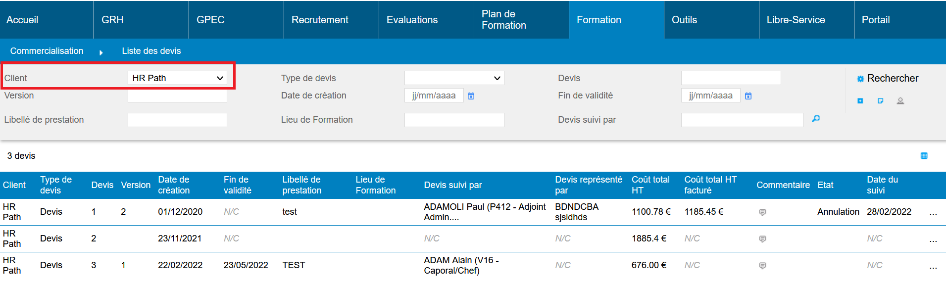 Accueil GRH GPEC Recrutement Evaluations Plan de Formation Formation Outils Libre-Service Portail
Commercialisation Liste des devis
Client HR Path Type de devis Devis Rechercher
Version Date de création jj/mm/aaaa Fin de validité jj/mm/aaaa
Libellé de prestation Lieu de Formation Devis suivi par
3 devis
Client Type de devis Devis Version Date de création Fin de validité Libellé de prestation Lieu de Formation Devis suivi par Devis représenté par Coût total HT Coût total HT facturé Commentaire Etat Date du suivi
HR Path Devis 1 2 01/12/2020 N/C test ADAMOLI Paul (P412 - Adjoint Admin.... BDNDCBA sjsidhds 1100.78 € 1185.45 € Annulation 28/02/2022 ...
HR Path Devis 2 23/11/2021 N/C N/C N/C 1885.4 € N/C ...
HR Path Devis 3 1 22/02/2022 23/05/2022 TEST ADAM Alain (V16 - Caporal/Chef) N/C 676.00 € N/C ...